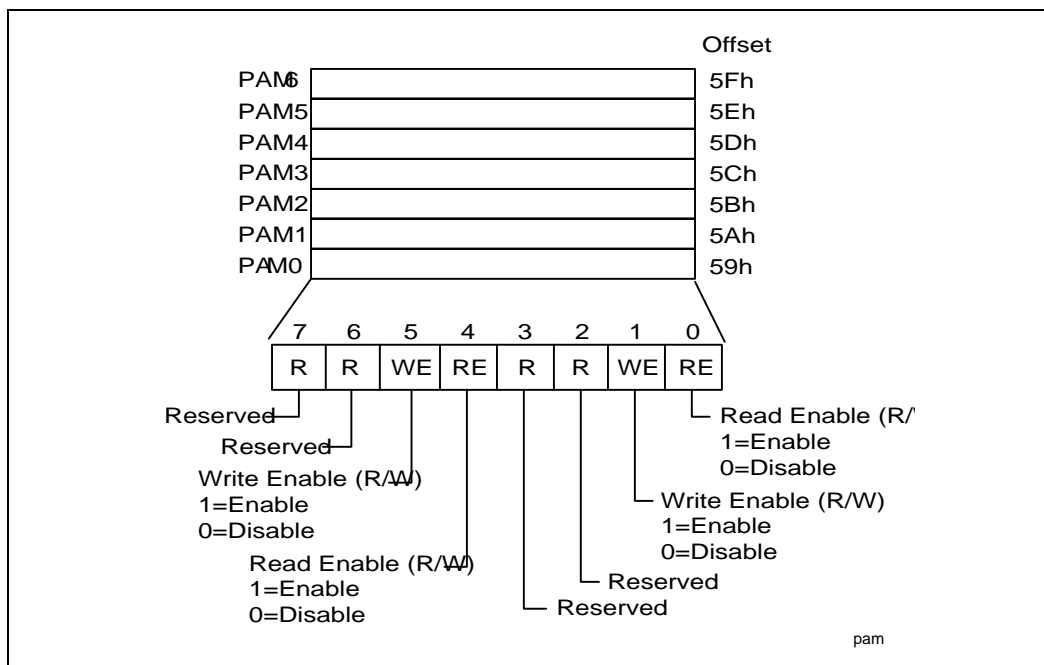 Offset
PAM6 5Fh
PAM5 5Eh
PAM4 5Dh
PAM3 5Ch
PAM2 5Bh
PAM1 5Ah
PAM0 59h
7 6 5 4 3 2 1 0
R R WE RE R R WE RE
Reserved
Reserved
Write Enable (R/W)
1=Enable
0=Disable
Read Enable (R/W)
1=Enable
0=Disable
Reserved
Reserved
Write Enable (R/W)
1=Enable
0=Disable
Read Enable (R/
1=Enable
0=Disable
pam